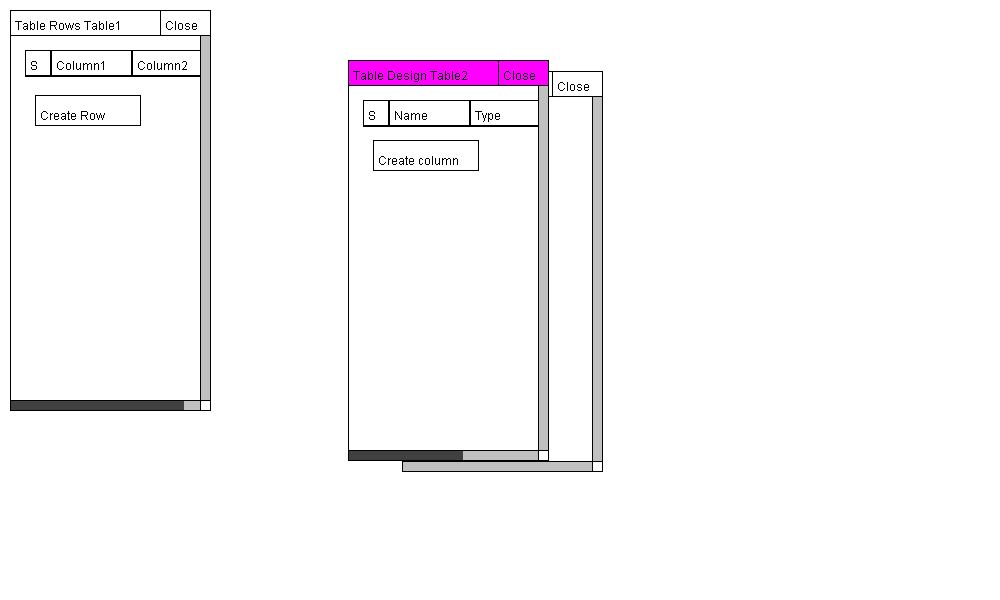 Table Rows Table1 Close
S Column1 Column2
Create Row
Table Design Table2 Close
S Name Type
Create column
Close